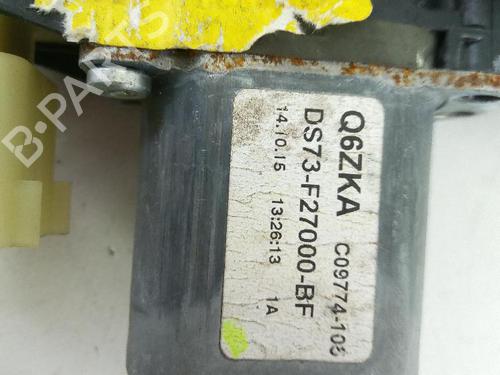 Q6ZKA C09774-103
DS73-F27000-BF
14.10.15 13:26:13 1A
B-PARTS